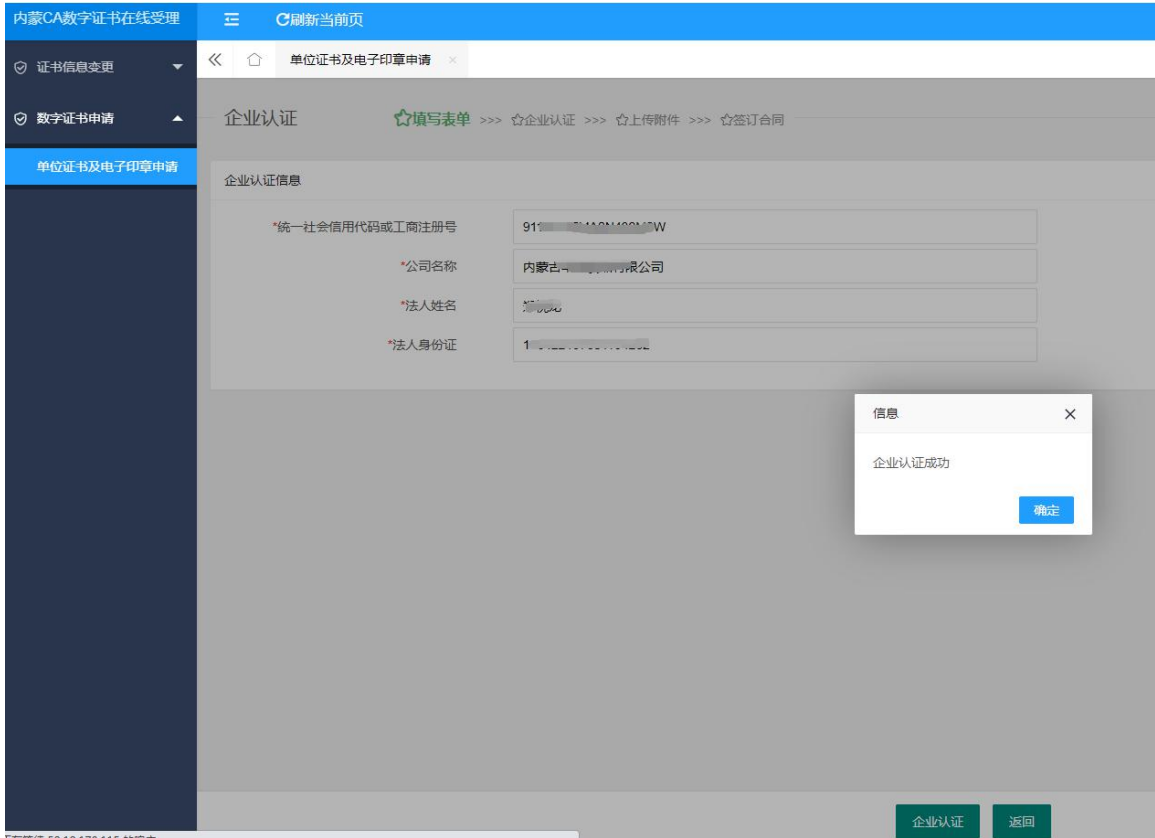 内蒙CA数字证书在线受理
刷新当前页
证书信息变更
数字证书申请
单位证书及电子印章申请
单位证书及电子印章申请
企业认证
填写表单 >>> 企业认证 >>> 上传附件 >>> 签订合同
企业认证信息
*统一社会信用代码或工商注册号
*公司名称
内蒙古 限公司
*法人姓名
*法人身份证
信息
企业认证成功
确定
企业认证
返回